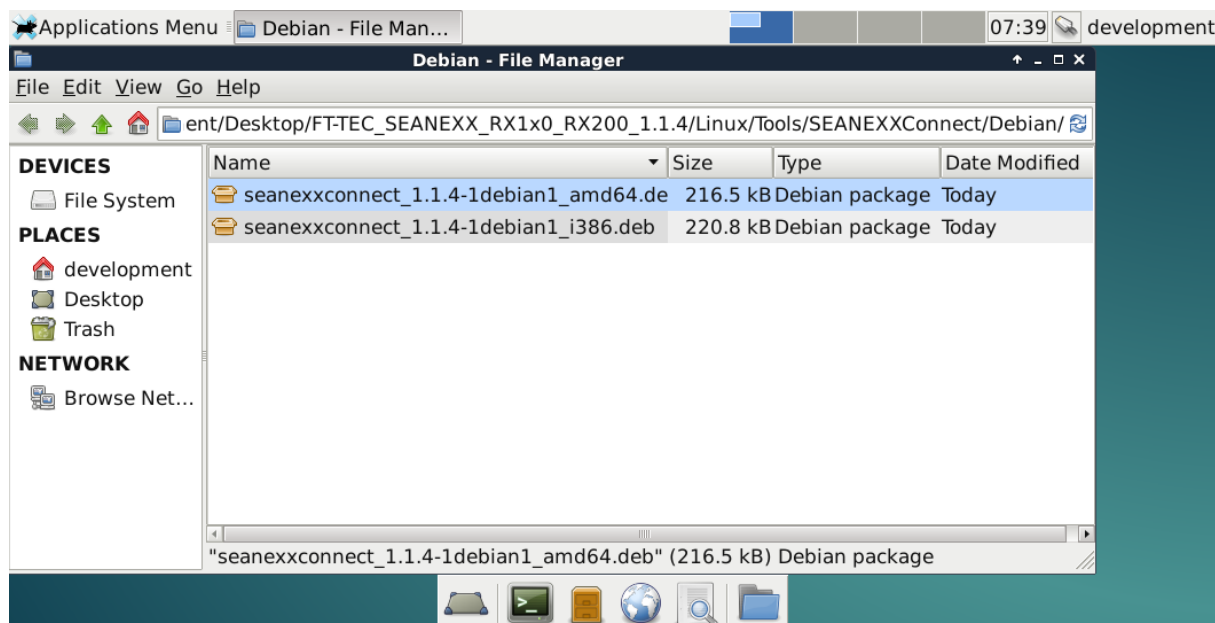 Applications Menu Debian - File Man... 07:39 development
Debian - File Manager
File Edit View Go Help
ent/Desktop/FT-TEC_SEANEXX_RX1x0_RX200_1.1.4/Linux/Tools/SEANEXXConnect/Debian/
DEVICES
File System
PLACES
development
Desktop
Trash
NETWORK
Browse Net...
Name Size Type Date Modified
seanexxconnect_1.1.4-1debian1_amd64.de 216.5 kB Debian package Today
seanexxconnect_1.1.4-1debian1_i386.deb 220.8 kB Debian package Today
"seanexxconnect_1.1.4-1debian1_amd64.deb" (216.5 kB) Debian package